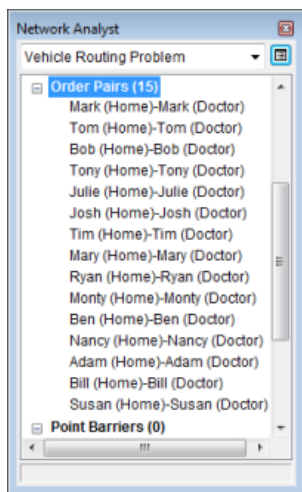 Network Analyst
Vehicle Routing Problem
Order Pairs (15)
Mark (Home)-Mark (Doctor)
Tom (Home)-Tom (Doctor)
Bob (Home)-Bob (Doctor)
Tony (Home)-Tony (Doctor)
Julie (Home)-Julie (Doctor)
Josh (Home)-Josh (Doctor)
Tim (Home)-Tim (Doctor)
Mary (Home)-Mary (Doctor)
Ryan (Home)-Ryan (Doctor)
Monty (Home)-Monty (Doctor)
Ben (Home)-Ben (Doctor)
Nancy (Home)-Nancy (Doctor)
Adam (Home)-Adam (Doctor)
Bill (Home)-Bill (Doctor)
Susan (Home)-Susan (Doctor)
Point Barriers (0)